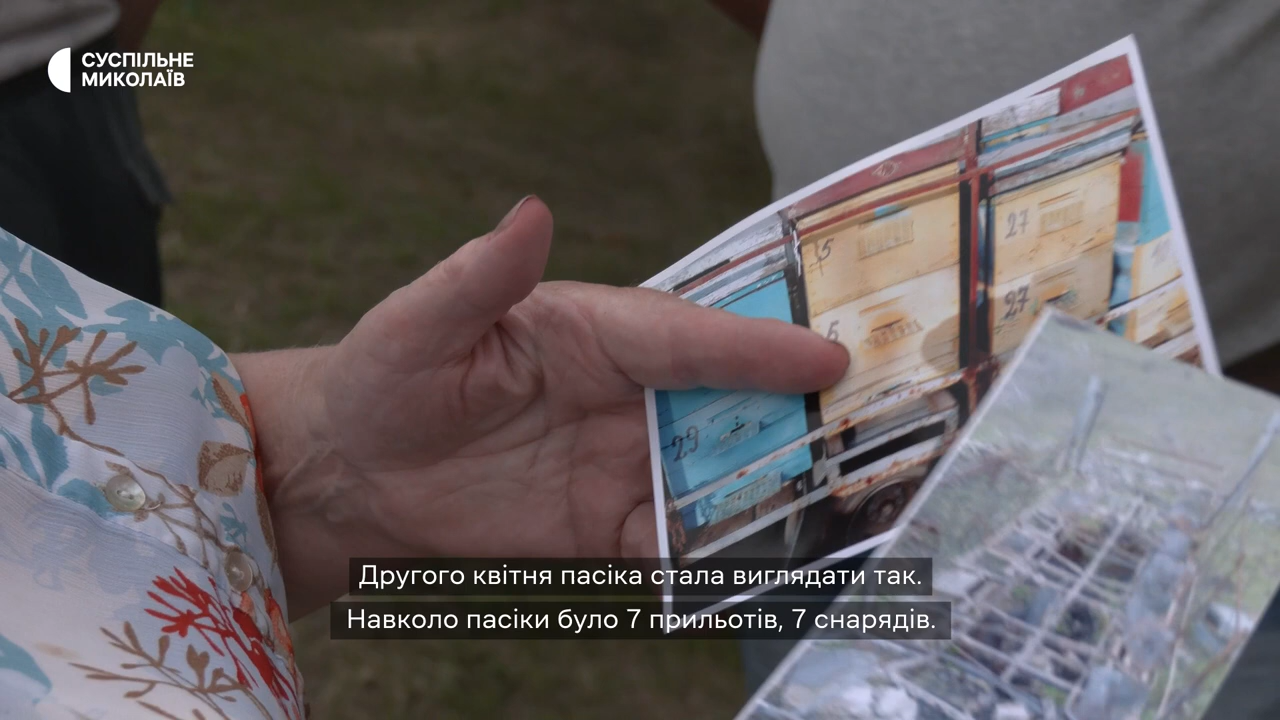 СУСПІЛЬНЕ
МИКОЛАЇВ
5
27
5
27
29
Другого квітня пасіка стала виглядати так.
Навколо пасіки було 7 прильотів, 7 снарядів.